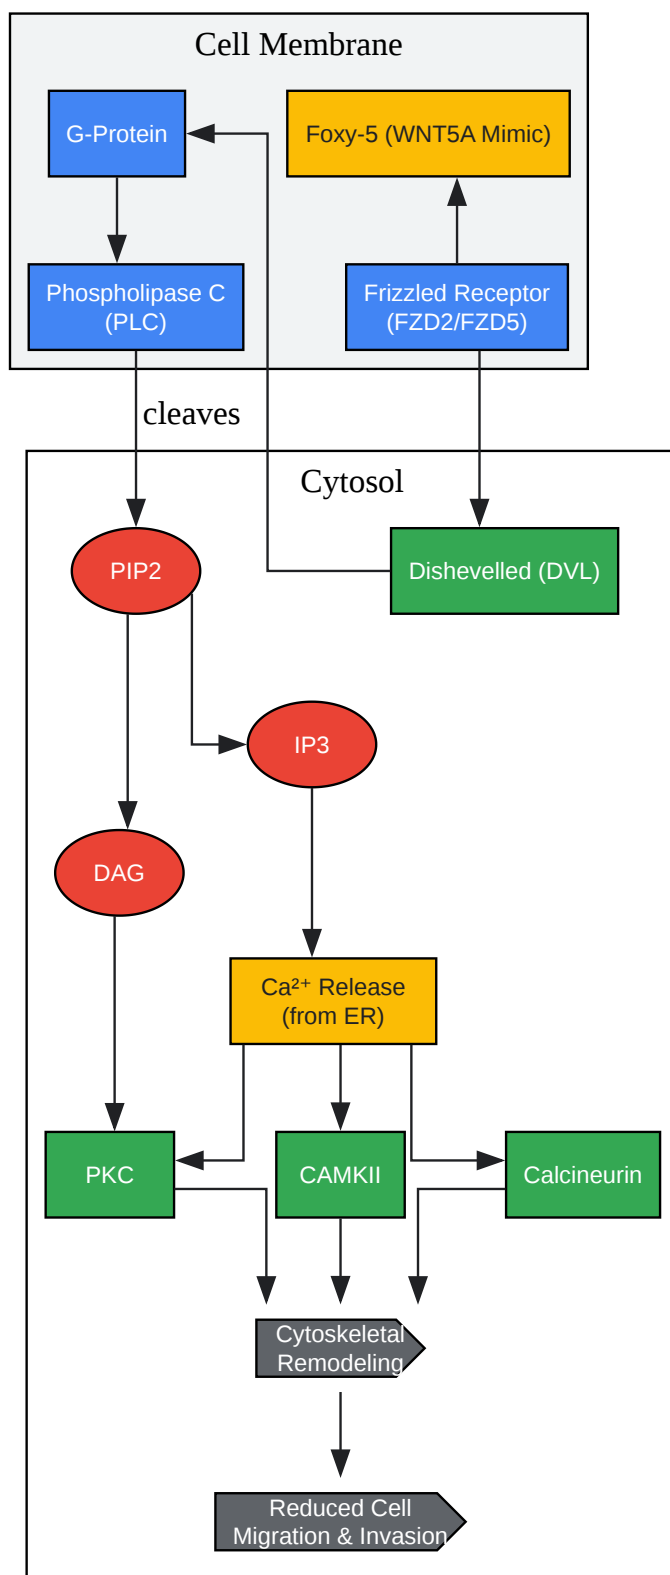 Cell Membrane
G-Protein
Foxy-5 (WNT5A Mimic)
Phospholipase C
(PLC)
Frizzled Receptor
(FZD2/FZD5)
cleaves
Cytosol
PIP2
Dishevelled (DVL)
IP3
DAG
Ca²⁺ Release
(from ER)
PKC
CAMKII
Calcineurin
Cytoskeletal
Remodeling
Reduced Cell
Migration & Invasion